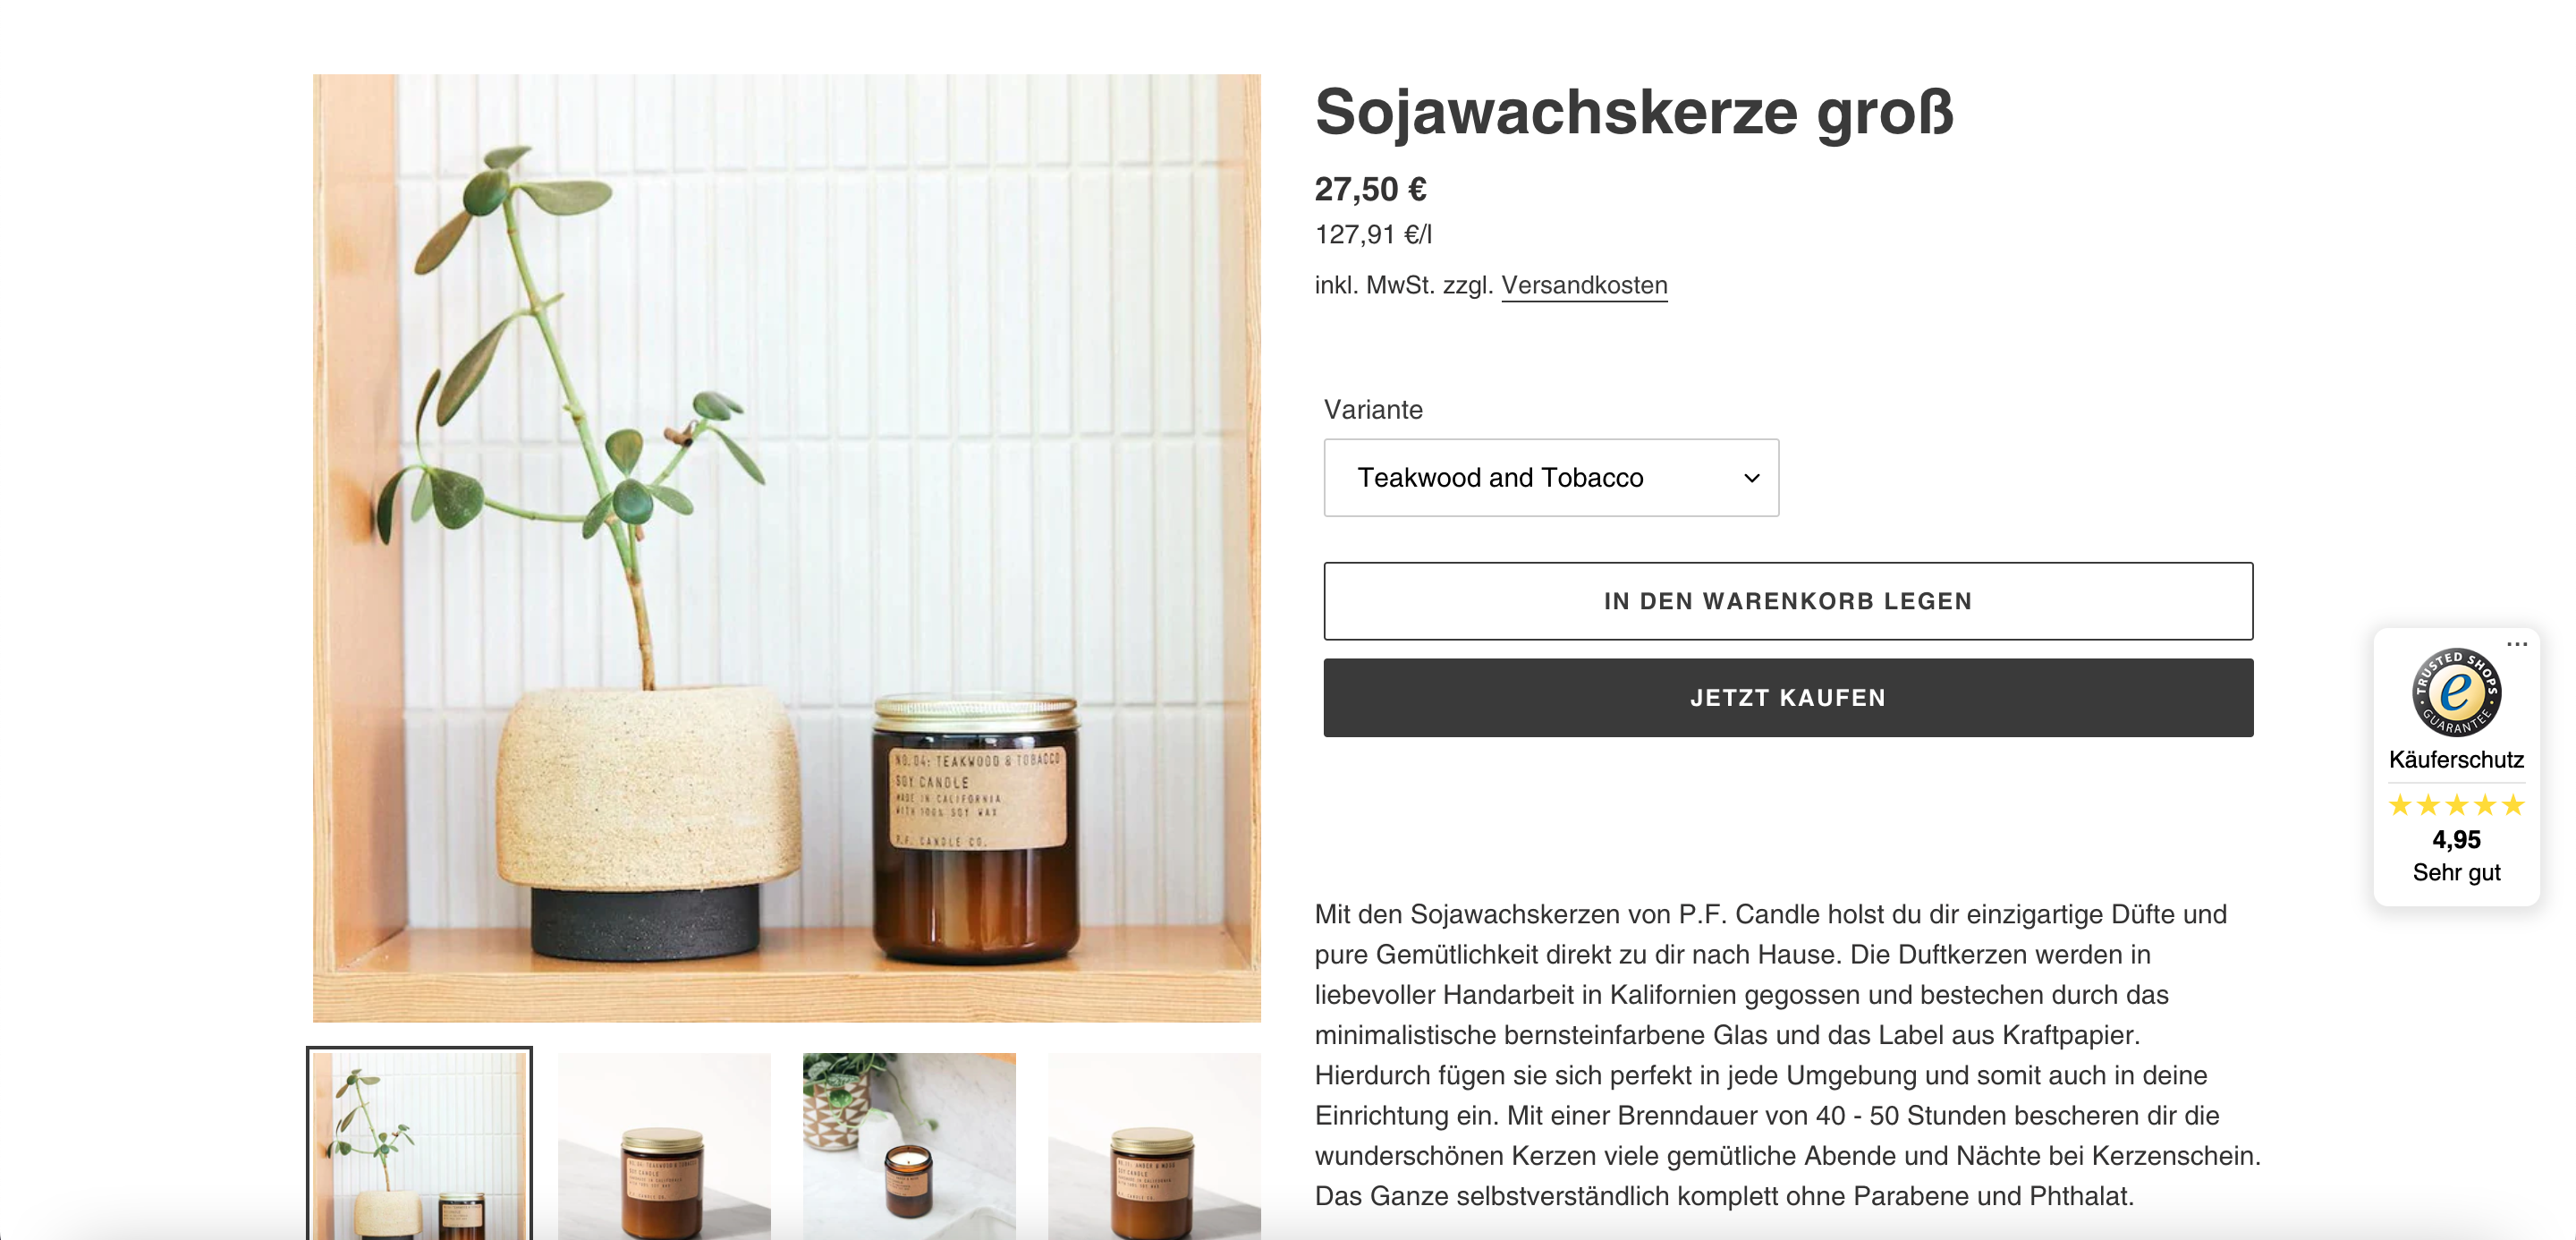 Sojawachskerze groß
27,50 €
127,91 €/l
inkl. MwSt. zzgl. Versandkosten
Variante
Teakwood and Tobacco
IN DEN WARENKORB LEGEN
JETZT KAUFEN
Mit den Sojawachskerzen von P.F. Candle holst du dir einzigartige Düfte und
pure Gemütlichkeit direkt zu dir nach Hause. Die Duftkerzen werden in
liebevoller Handarbeit in Kalifornien gegossen und bestechen durch das
minimalistische bernsteinfarbene Glas und das Label aus Kraftpapier.
Hierdurch fügen sie sich perfekt in jede Umgebung und somit auch in deine
Einrichtung ein. Mit einer Brenndauer von 40 - 50 Stunden bescheren dir die
wunderschönen Kerzen viele gemütliche Abende und Nächte bei Kerzenschein.
Das Ganze selbstverständlich komplett ohne Parabene und Phthalat.
NO. 04: TEAKWOOD & TOBACCO
SOY CANDLE
MADE IN CALIFORNIA
WITH 100% SOY WAX
P.F. CANDLE CO.
TRUSTED SHOPS
e
GUARANTEE
Käuferschutz
4,95
Sehr gut